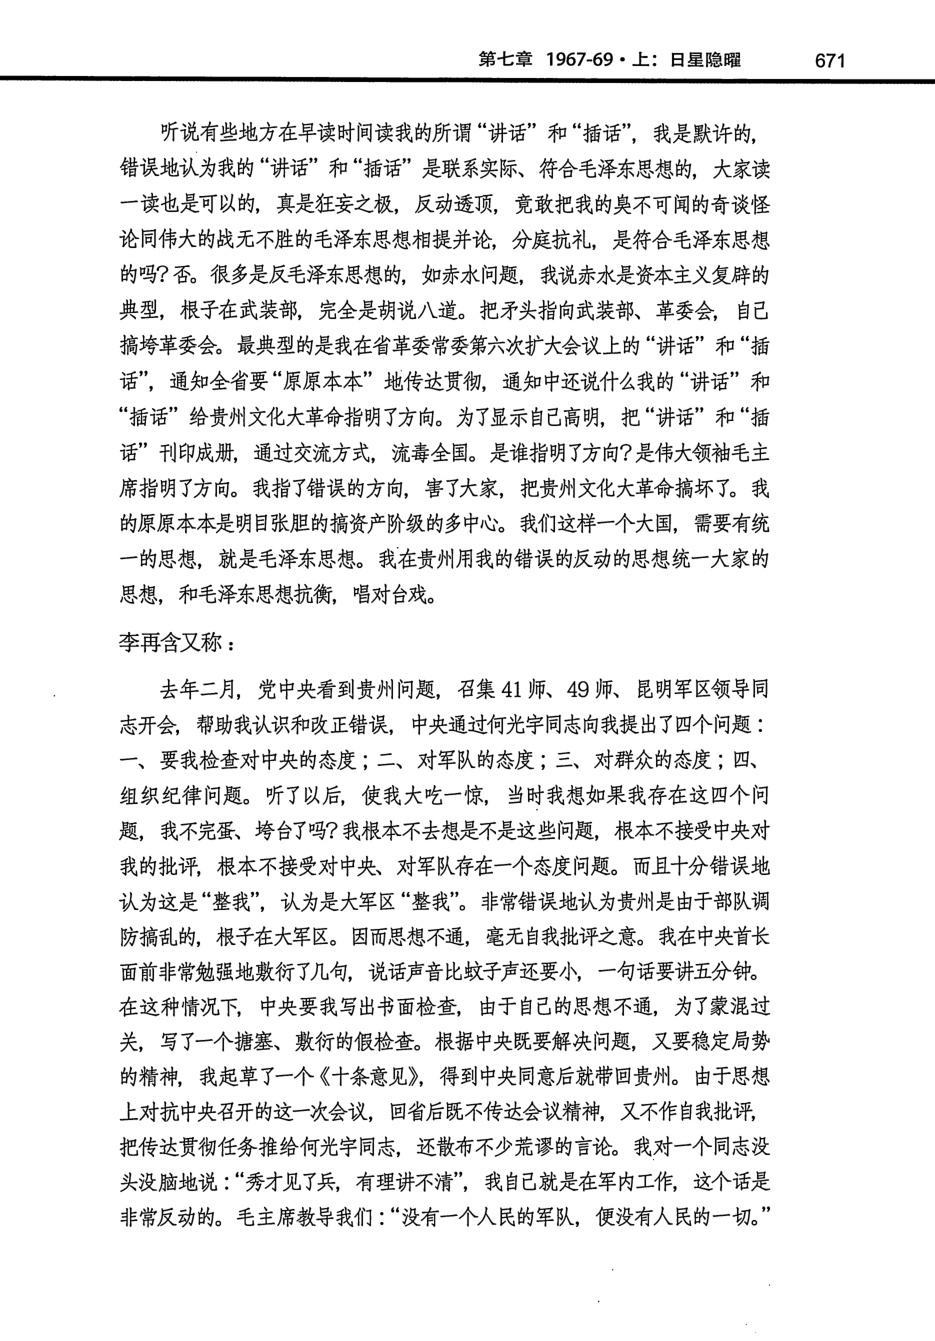 第七章 1967-69·上：日星隐曜 671
听说有些地方在早读时间读我的所谓“讲话”和“插话”，我是默许的，
错误地认为我的“讲话”和“插话”是联系实际、符合毛泽东思想的，大家读
一读也是可以的，真是狂妄之极，反动透顶，竟敢把我的臭不可闻的奇谈怪
论同伟大的战无不胜的毛泽东思想相提并论，分庭抗礼，是符合毛泽东思想
的吗？否。很多是反毛泽东思想的，如赤水问题，我说赤水是资本主义复辟的
典型，根子在武装部，完全是胡说八道。把矛头指向武装部、革委会，自己
搞垮革委会。最典型的是我在省革委常委第六次扩大会议上的“讲话”和“插
话”，通知全省要“原原本本”地传达贯彻，通知中还说什么我的“讲话”和
“插话”给贵州文化大革命指明了方向。为了显示自己高明，把“讲话”和“插
话”刊印成册，通过交流方式，流毒全国。是谁指明了方向？是伟大领袖毛主
席指明了方向。我指了错误的方向，害了大家，把贵州文化大革命搞坏了。我
的原原本本是明目张胆的搞资产阶级的多中心。我们这样一个大国，需要有统
一的思想，就是毛泽东思想。我在贵州用我的错误的反动的思想统一大家的
思想，和毛泽东思想抗衡，唱对台戏。
李再含又称：
去年二月，党中央看到贵州问题，召集 41 师、49 师、昆明军区领导同
志开会，帮助我认识和改正错误，中央通过何光宇同志向我提出了四个问题：
一、要我检查对中央的态度；二、对军队的态度；三、对群众的态度；四、
组织纪律问题。听了以后，使我大吃一惊，当时我想如果我存在这四个问
题，我不完蛋、垮台了吗？我根本不去想是不是这些问题，根本不接受中央对
我的批评，根本不接受对中央、对军队存在一个态度问题。而且十分错误地
认为这是“整我”，认为是大军区“整我”。非常错误地认为贵州是由于部队调
防搞乱的，根子在大军区。因而思想不通，毫无自我批评之意。我在中央首长
面前非常勉强地敷衍了几句，说话声音比蚊子声还要小，一句话要讲五分钟。
在这种情况下，中央要我写出书面检查，由于自己的思想不通，为了蒙混过
关，写了一个搪塞、敷衍的假检查。根据中央既要解决问题，又要稳定局势
的精神，我起草了一个《十条意见》，得到中央同意后就带回贵州。由于思想
上对抗中央召开的这一次会议，回省后既不传达会议精神，又不作自我批评，
把传达贯彻任务推给何光宇同志，还散布不少荒谬的言论。我对一个同志没
头没脑地说：“秀才见了兵，有理讲不清”，我自己就是在军内工作，这个话是
非常反动的。毛主席教导我们：“没有一个人民的军队，便没有人民的一切。”